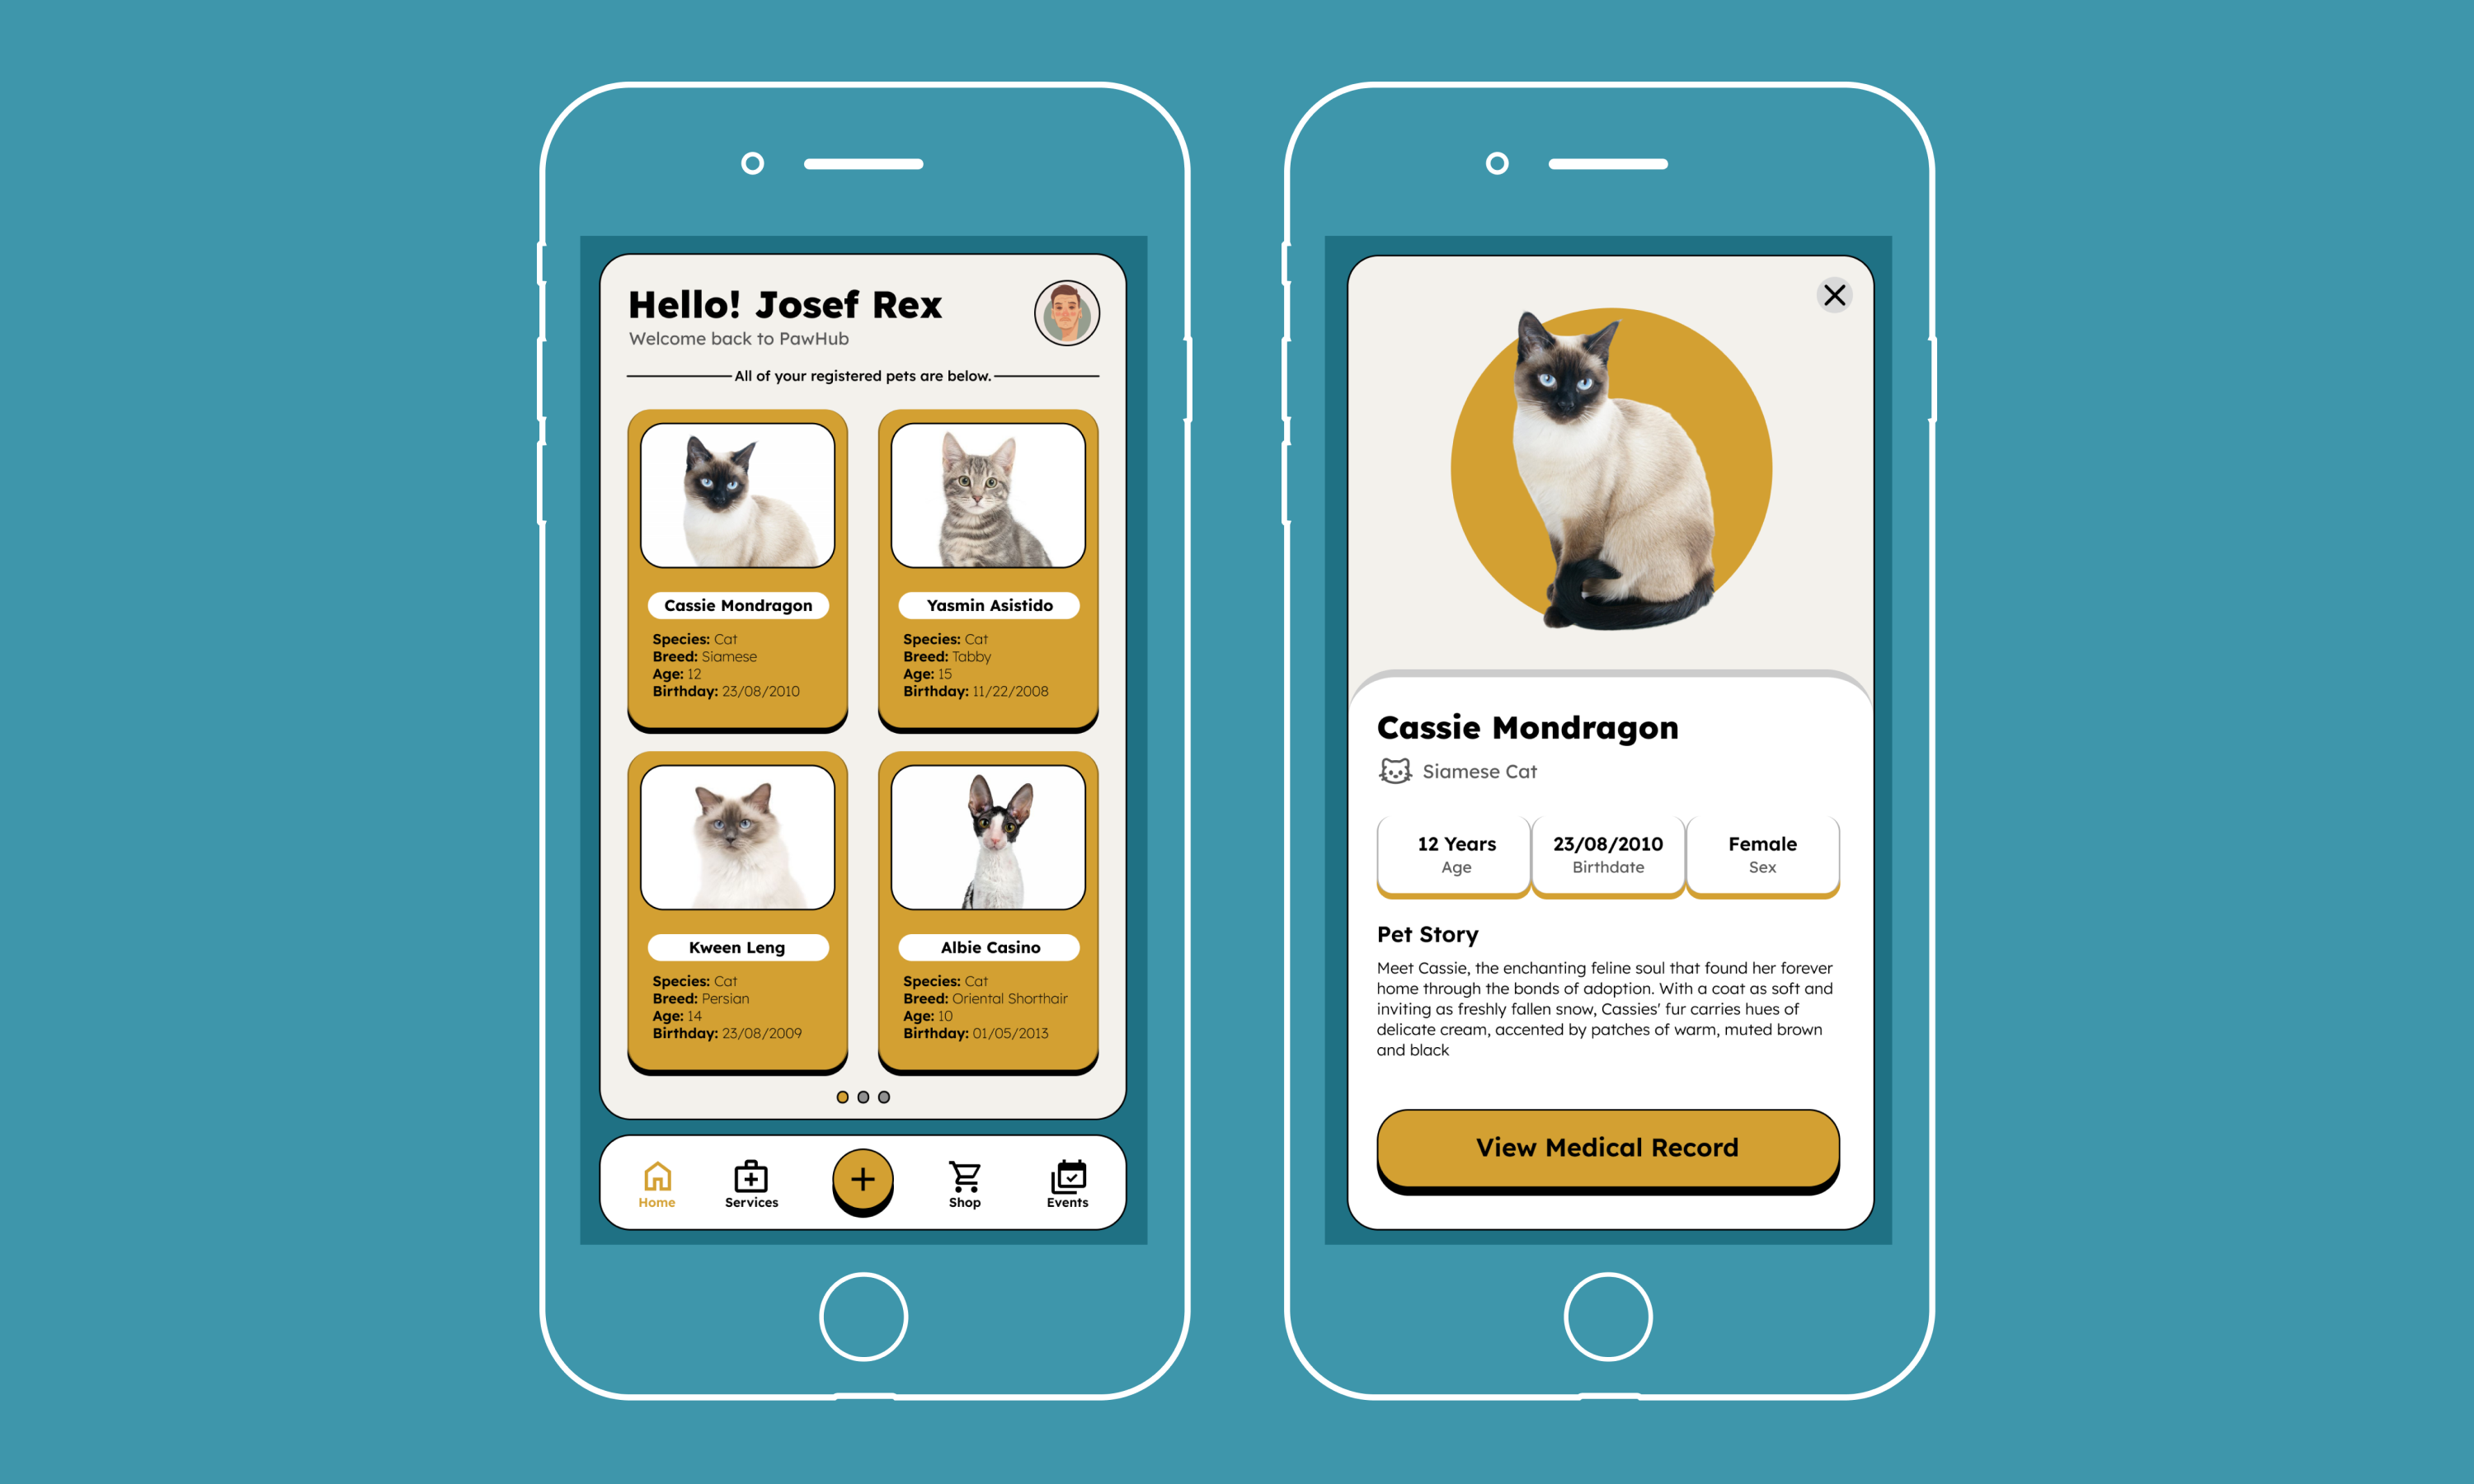 Hello! Josef Rex
Welcome back to PawHub
All of your registered pets are below.
Cassie Mondragon
Species: Cat
Breed: Siamese
Age: 12
Birthday: 23/08/2010
Yasmin Asistido
Species: Cat
Breed: Tabby
Age: 15
Birthday: 11/22/2008
Kween Leng
Species: Cat
Breed: Persian
Age: 14
Birthday: 23/08/2009
Albie Casino
Species: Cat
Breed: Oriental Shorthair
Age: 10
Birthday: 01/05/2013
Home
Services
Shop
Events
Cassie Mondragon
Siamese Cat
12 Years
Age
23/08/2010
Birthdate
Female
Sex
Pet Story
Meet Cassie, the enchanting feline soul that found her forever
home through the bonds of adoption. With a coat as soft and
inviting as freshly fallen snow, Cassies' fur carries hues of
delicate cream, accented by patches of warm, muted brown
and black
View Medical Record